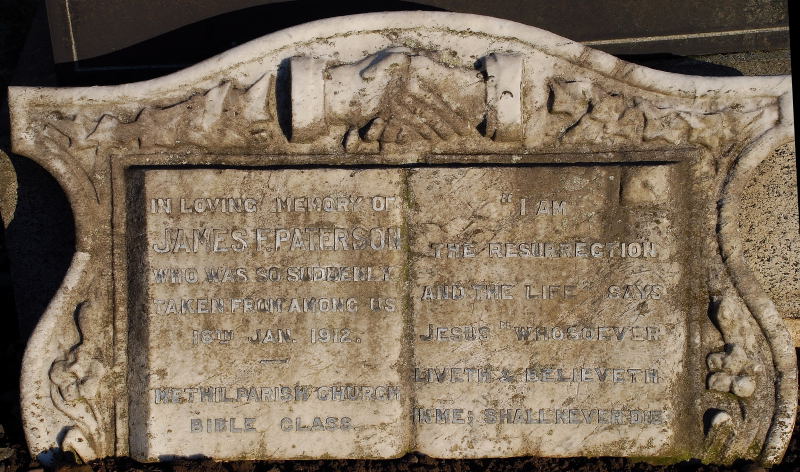 IN LOVING MEMORY OF
JAMES F. PATERSON
WHO WAS SO SUDDENLY
TAKEN FROM AMONG US
16TH JAN. 1912.
METHIL PARISH CHURCH
BIBLE CLASS.
"I AM
THE RESURRECTION
AND THE LIFE SAYS
JESUS "WHOSOEVER
LIVETH & BELIEVETH
IN ME; SHALL NEVER DIE